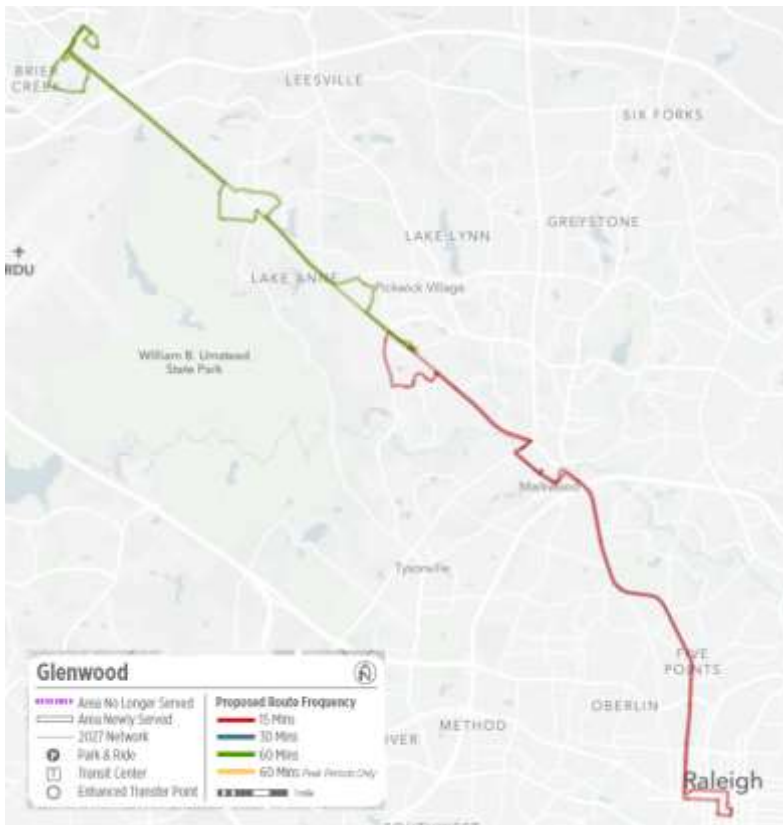 BRIER
CREEK
LEESVILLE
SIX FORKS
GREYSTONE
LAKE LYNN
RDU
LAKE ANNE
Pickwick Village
William B. Umstead
State Park
Tysonville
FIVE
POINTS
OBERLIN
METHOD
Raleigh
Glenwood
N
Area No Longer Served
Area Newly Served
2027 Network
P Park & Ride
T Transit Center
Enhanced Transfer Point
Proposed Route Frequency
15 Mins
30 Mins
60 Mins
60 Mins Peak Periods Only
1 mile